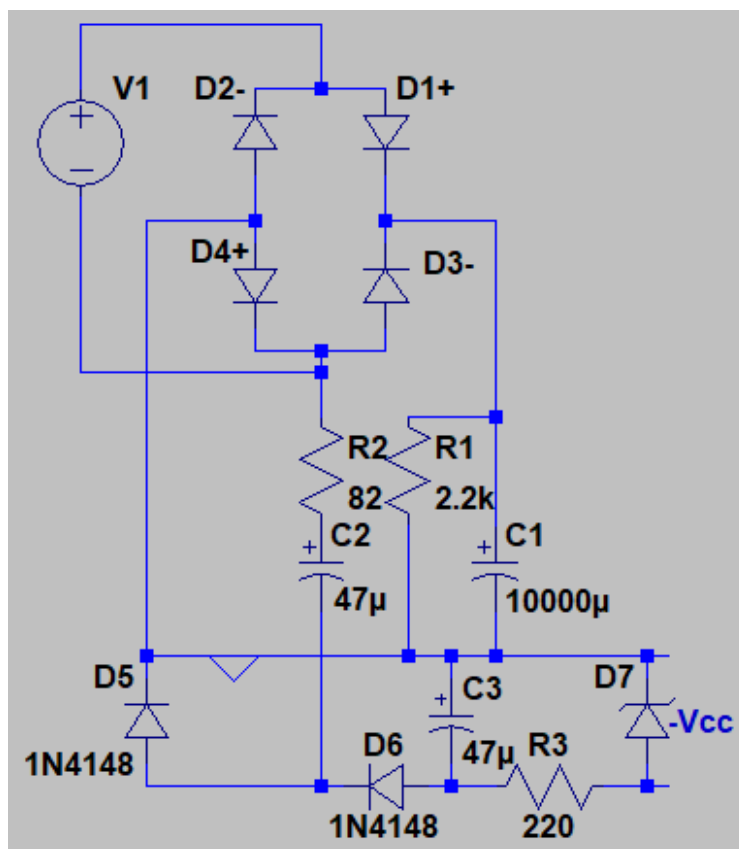 V1
D2-
D1+
D4+
D3-
R2
82
R1
2.2k
C2
47µ
C1
10000µ
D5
1N4148
C3
47µ
D7
-Vcc
D6
1N4148
R3
220